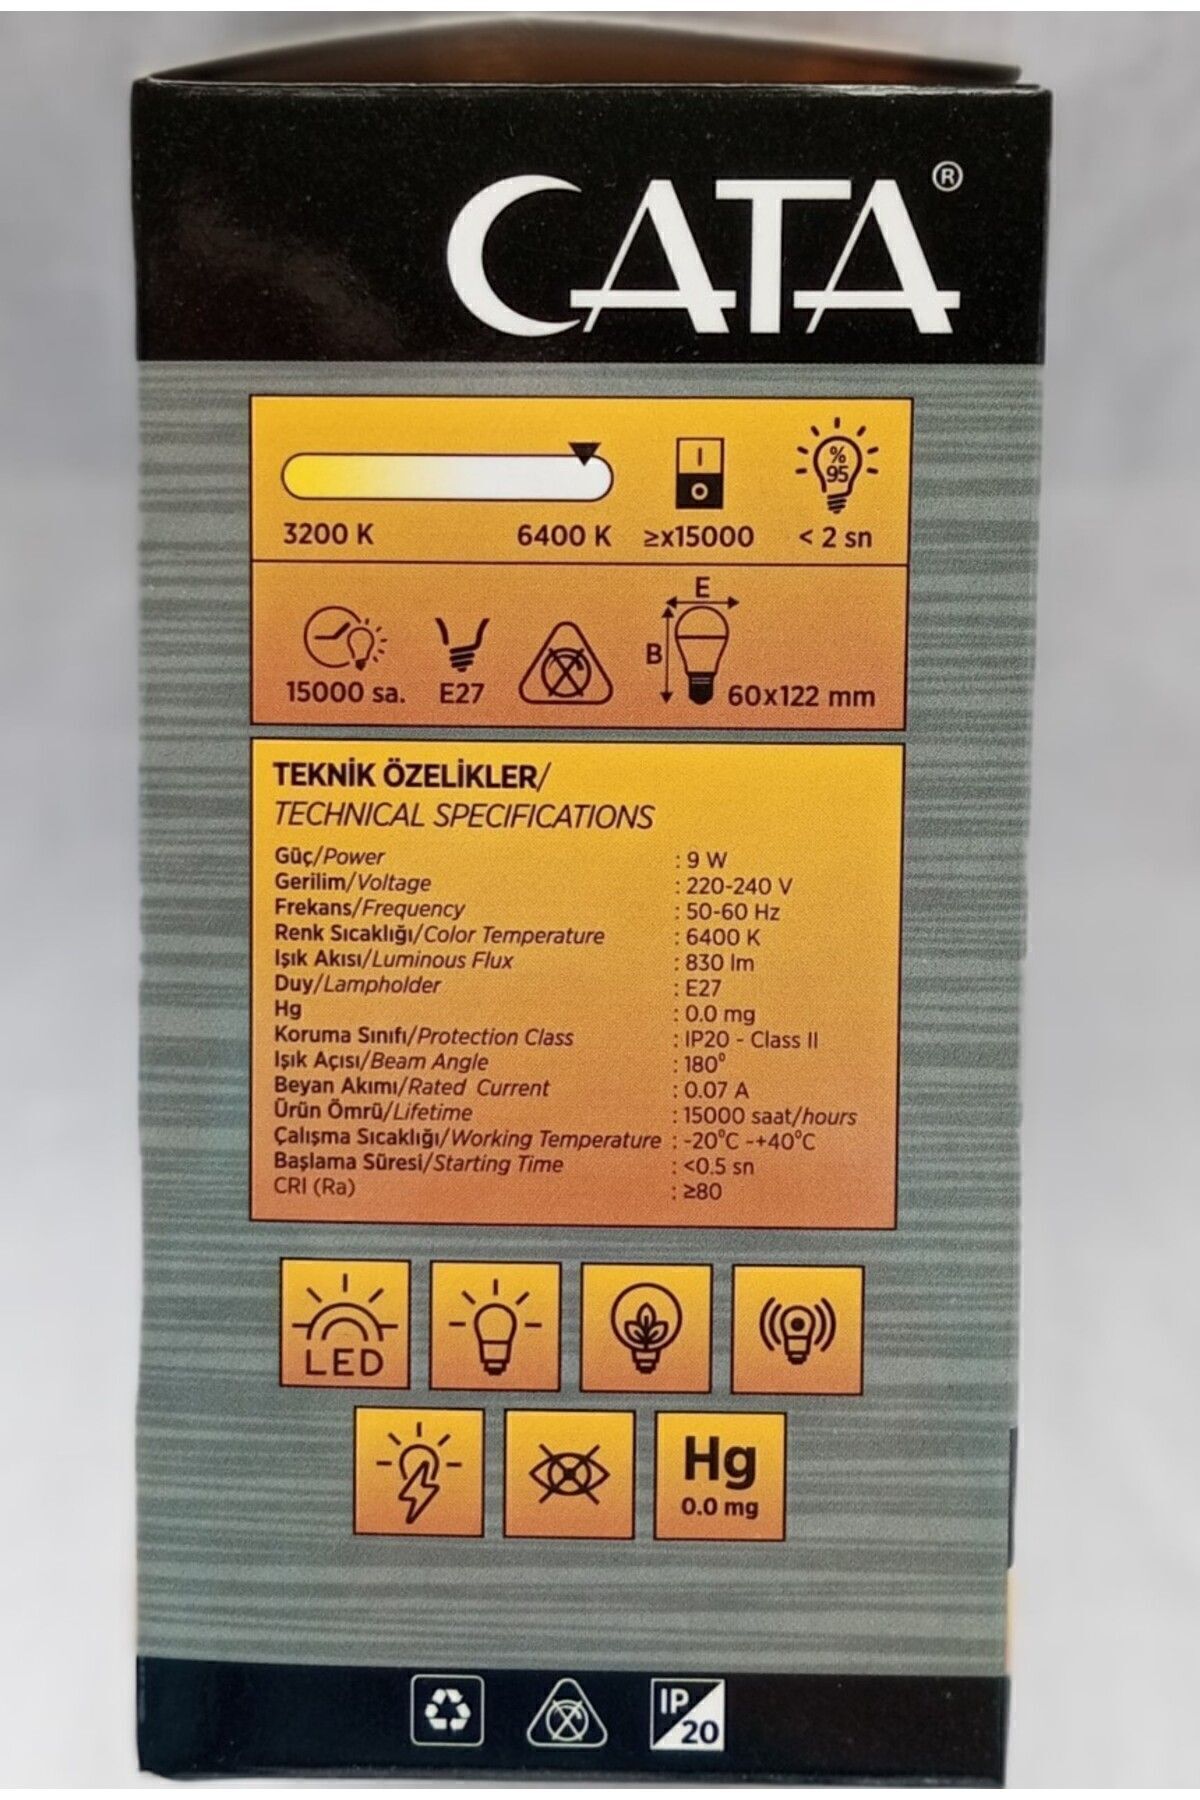 CATA®
%
95
3200 K 6400 K ≥x15000 < 2 sn
E
B
15000 sa. E27 60x122 mm
TEKNİK ÖZELİKLER/
TECHNICAL SPECIFICATIONS
Güç/Power : 9 W
Gerilim/Voltage : 220-240 V
Frekans/Frequency : 50-60 Hz
Renk Sıcaklığı/Color Temperature : 6400 K
Işık Akısı/Luminous Flux : 830 lm
Duy/Lampholder : E27
Hg : 0.0 mg
Koruma Sınıfı/Protection Class : IP20 - Class II
Işık Açısı/Beam Angle : 180⁰
Beyan Akımı/Rated Current : 0.07 A
Ürün Ömrü/Lifetime : 15000 saat/hours
Çalışma Sıcaklığı/Working Temperature : -20⁰C -+40⁰C
Başlama Süresi/Starting Time : <0.5 sn
CRI (Ra) : ≥80
LED
Hg
0.0 mg
IP
20